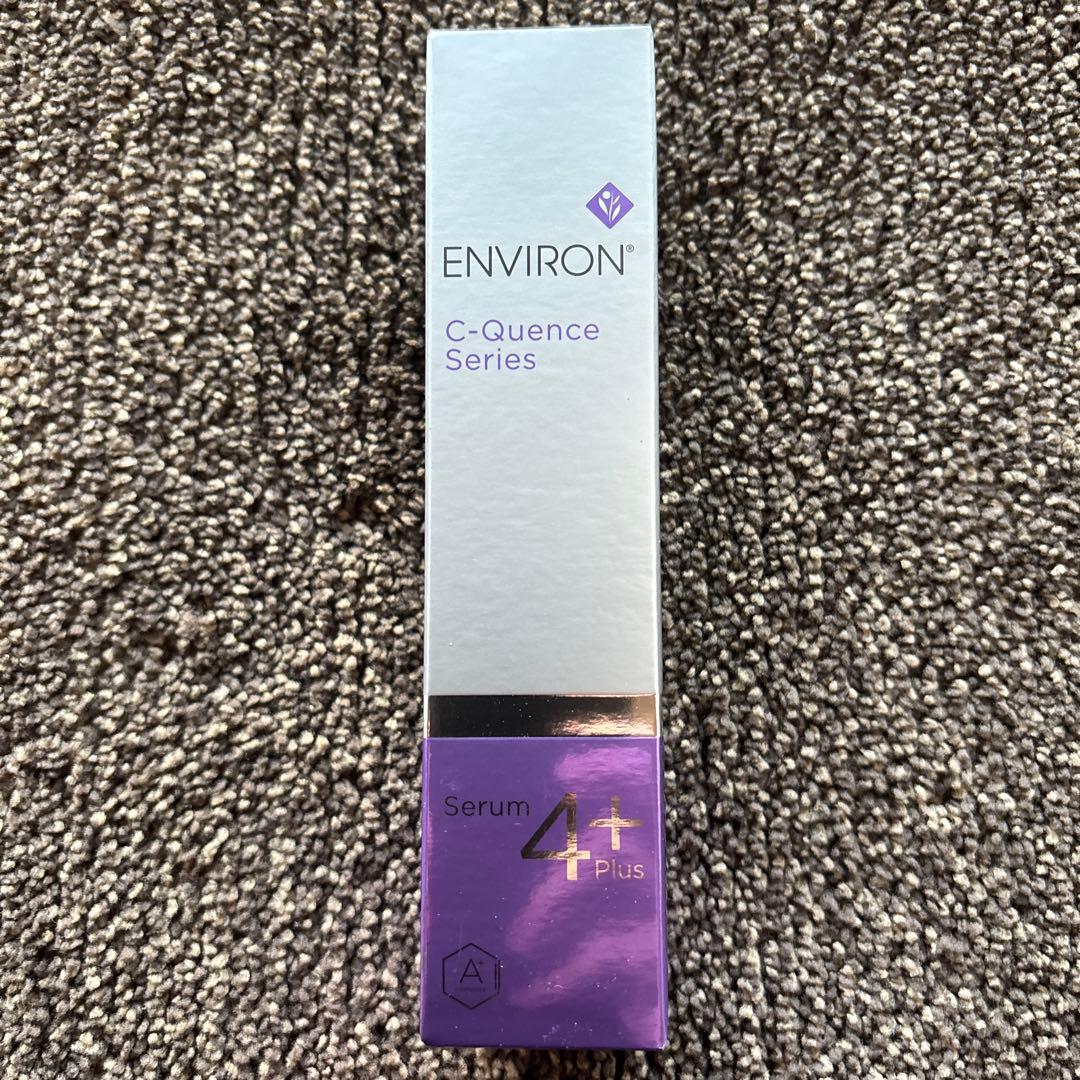 ENVIRON®
C-Quence
Series
Serum 4+
Plus
A+